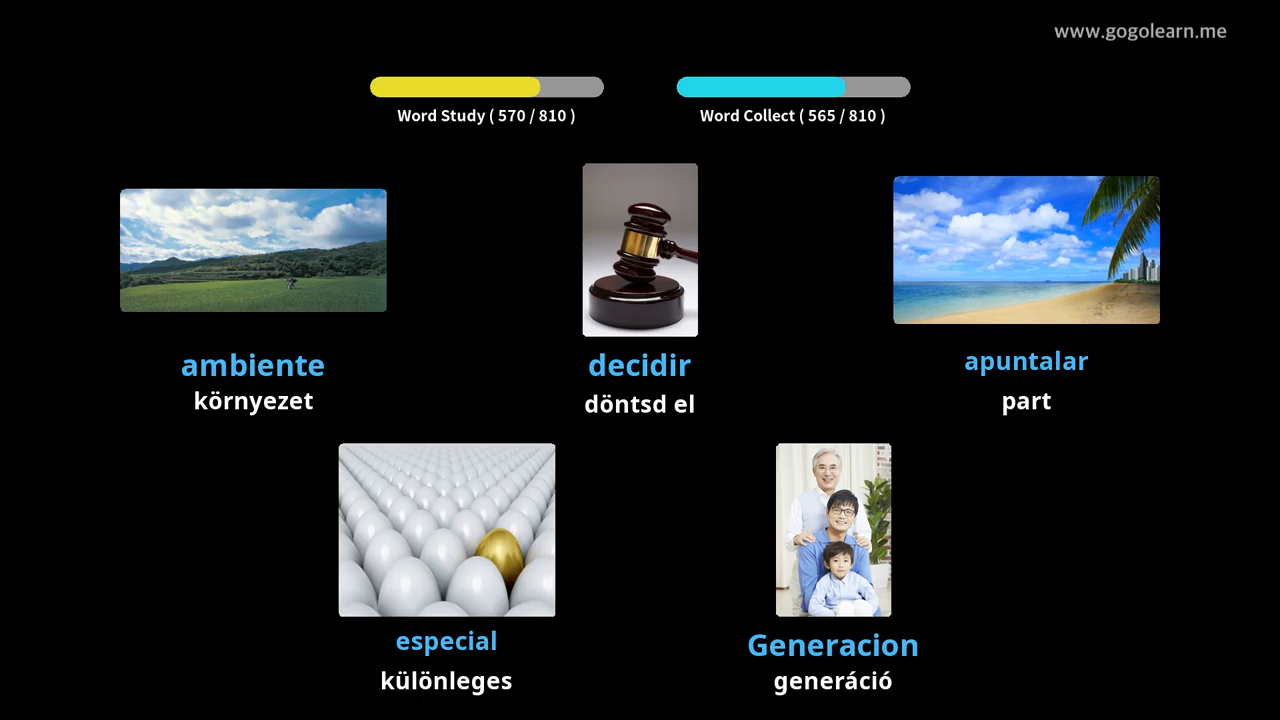 www.gogolearn.me
Word Study ( 570 / 810 )
Word Collect ( 565 / 810 )
ambiente
környezet
decidir
döntsd el
apuntalar
part
especial
különleges
Generacion
generáció